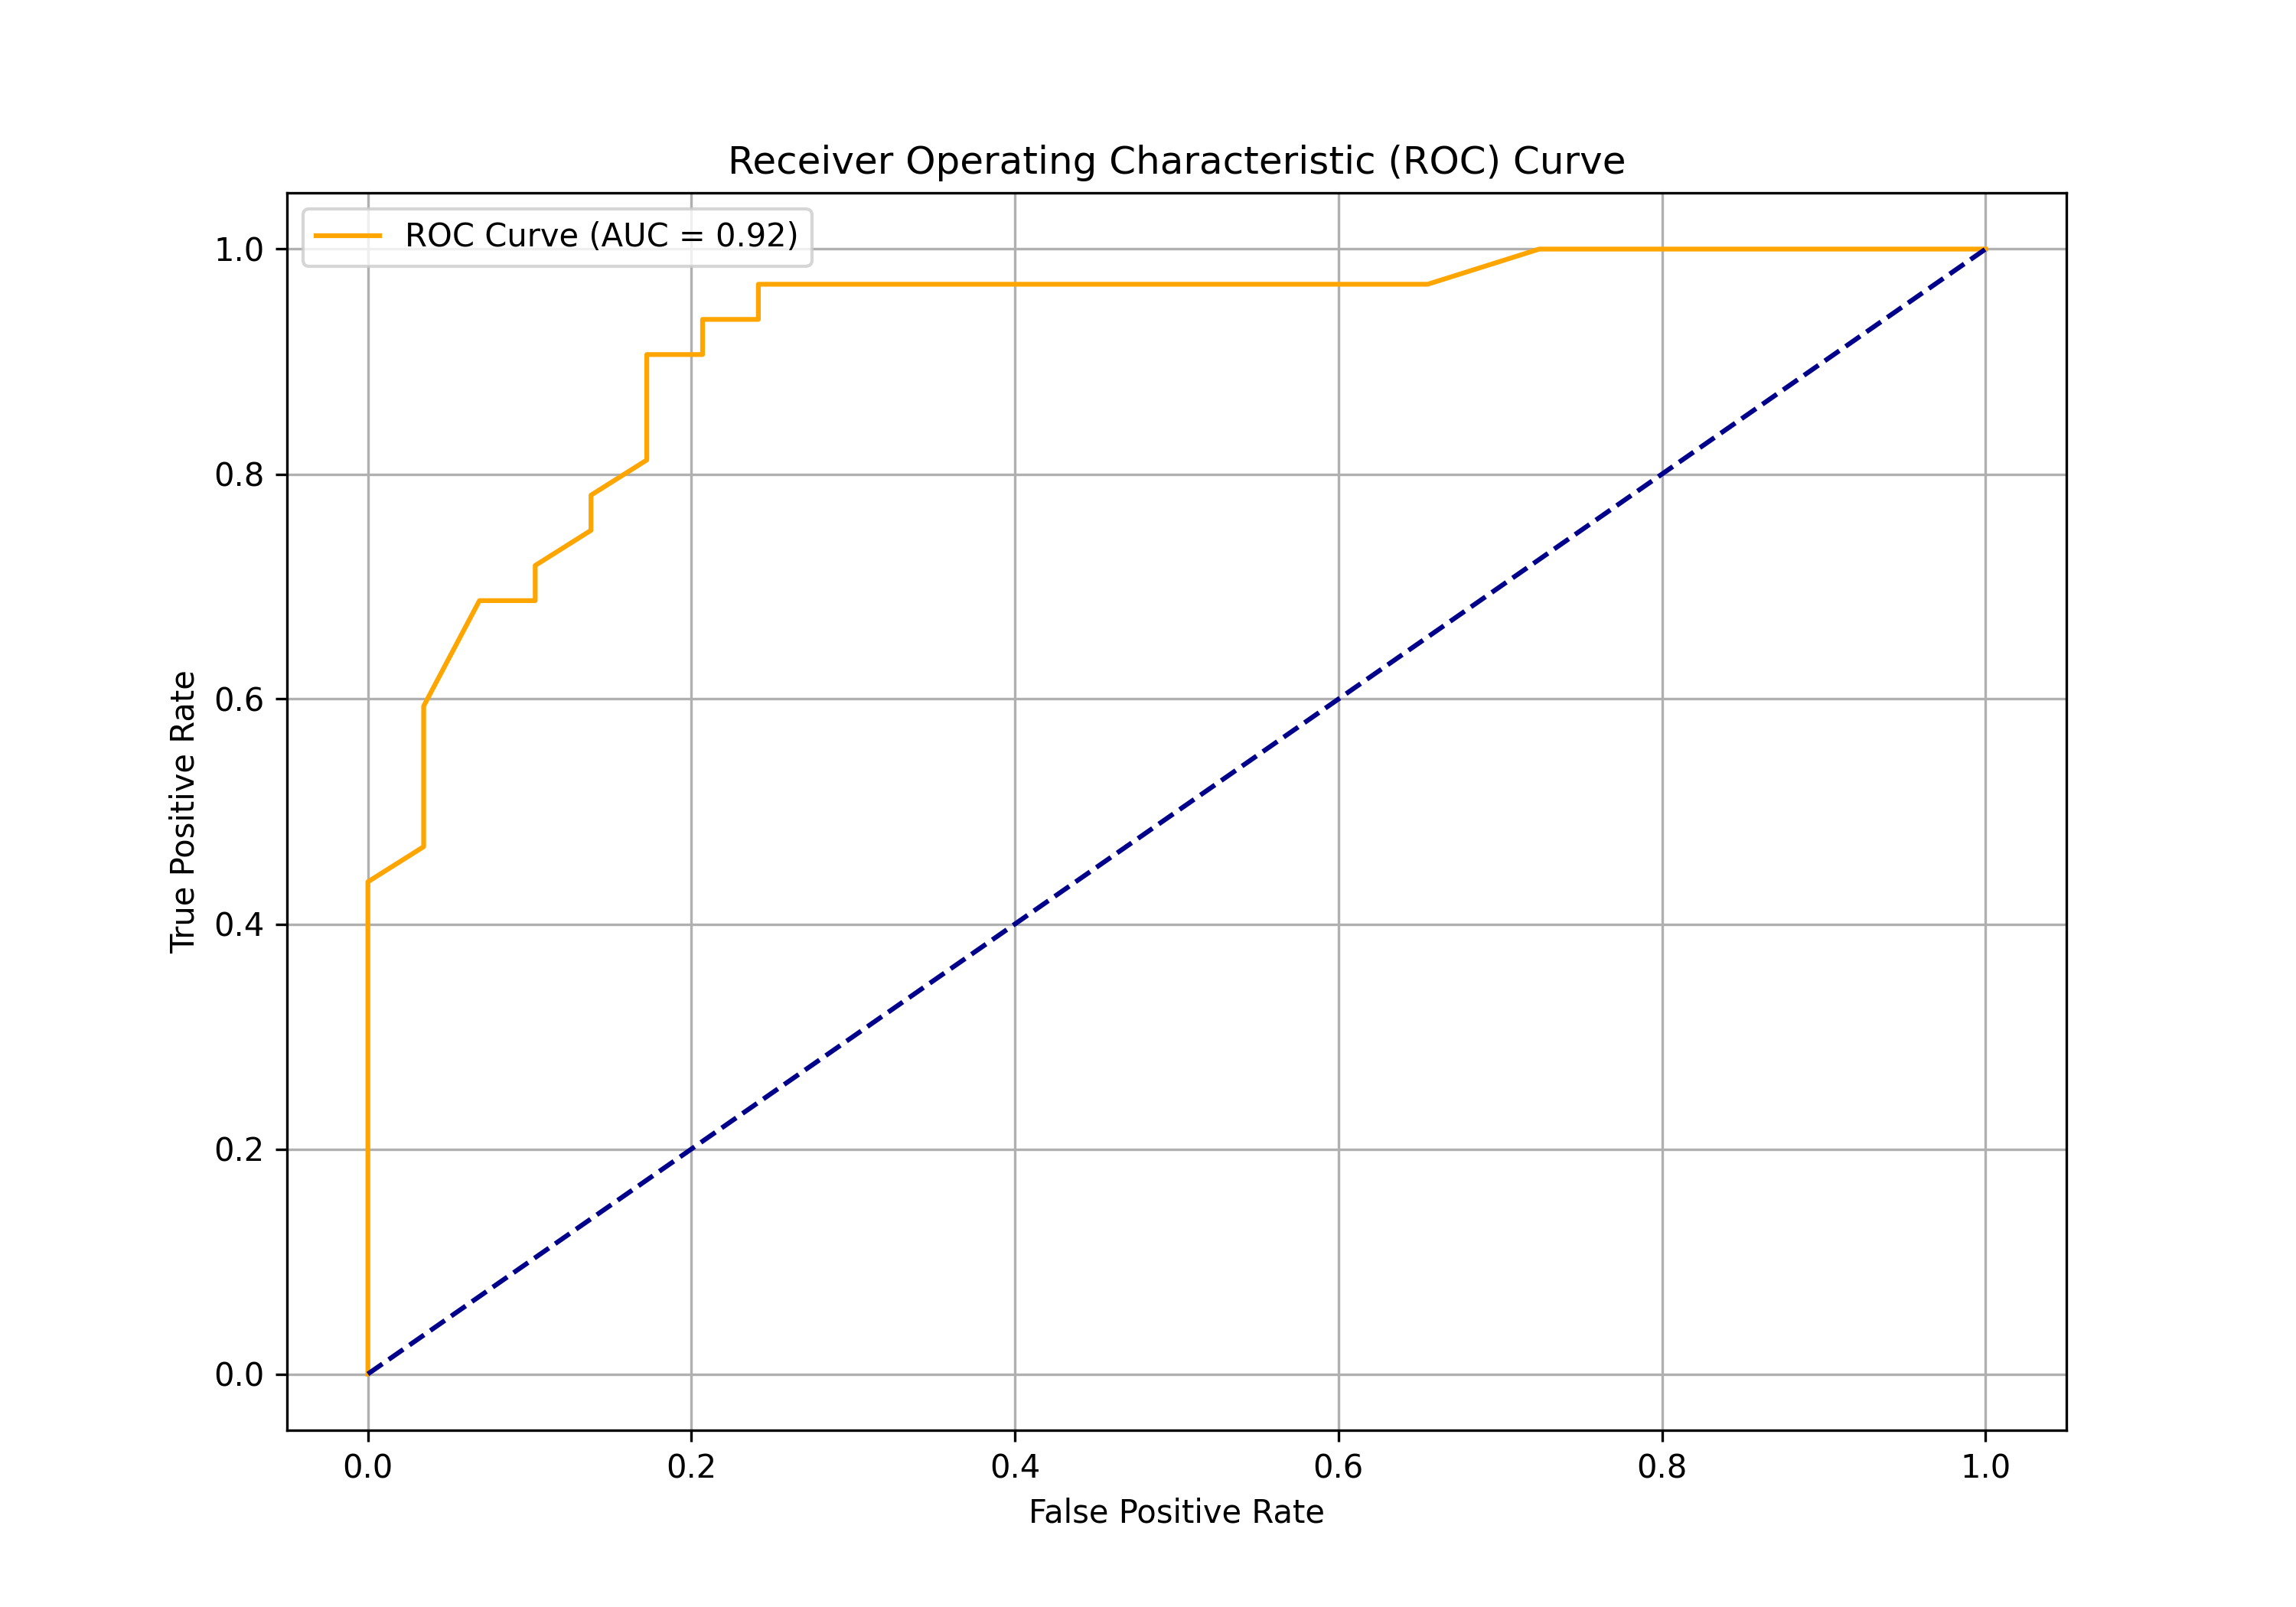 Receiver Operating Characteristic (ROC) Curve
ROC Curve (AUC = 0.92)
True Positive Rate
1.0
0.8
0.6
0.4
0.2
0.0
0.0 0.2 0.4 0.6 0.8 1.0
False Positive Rate